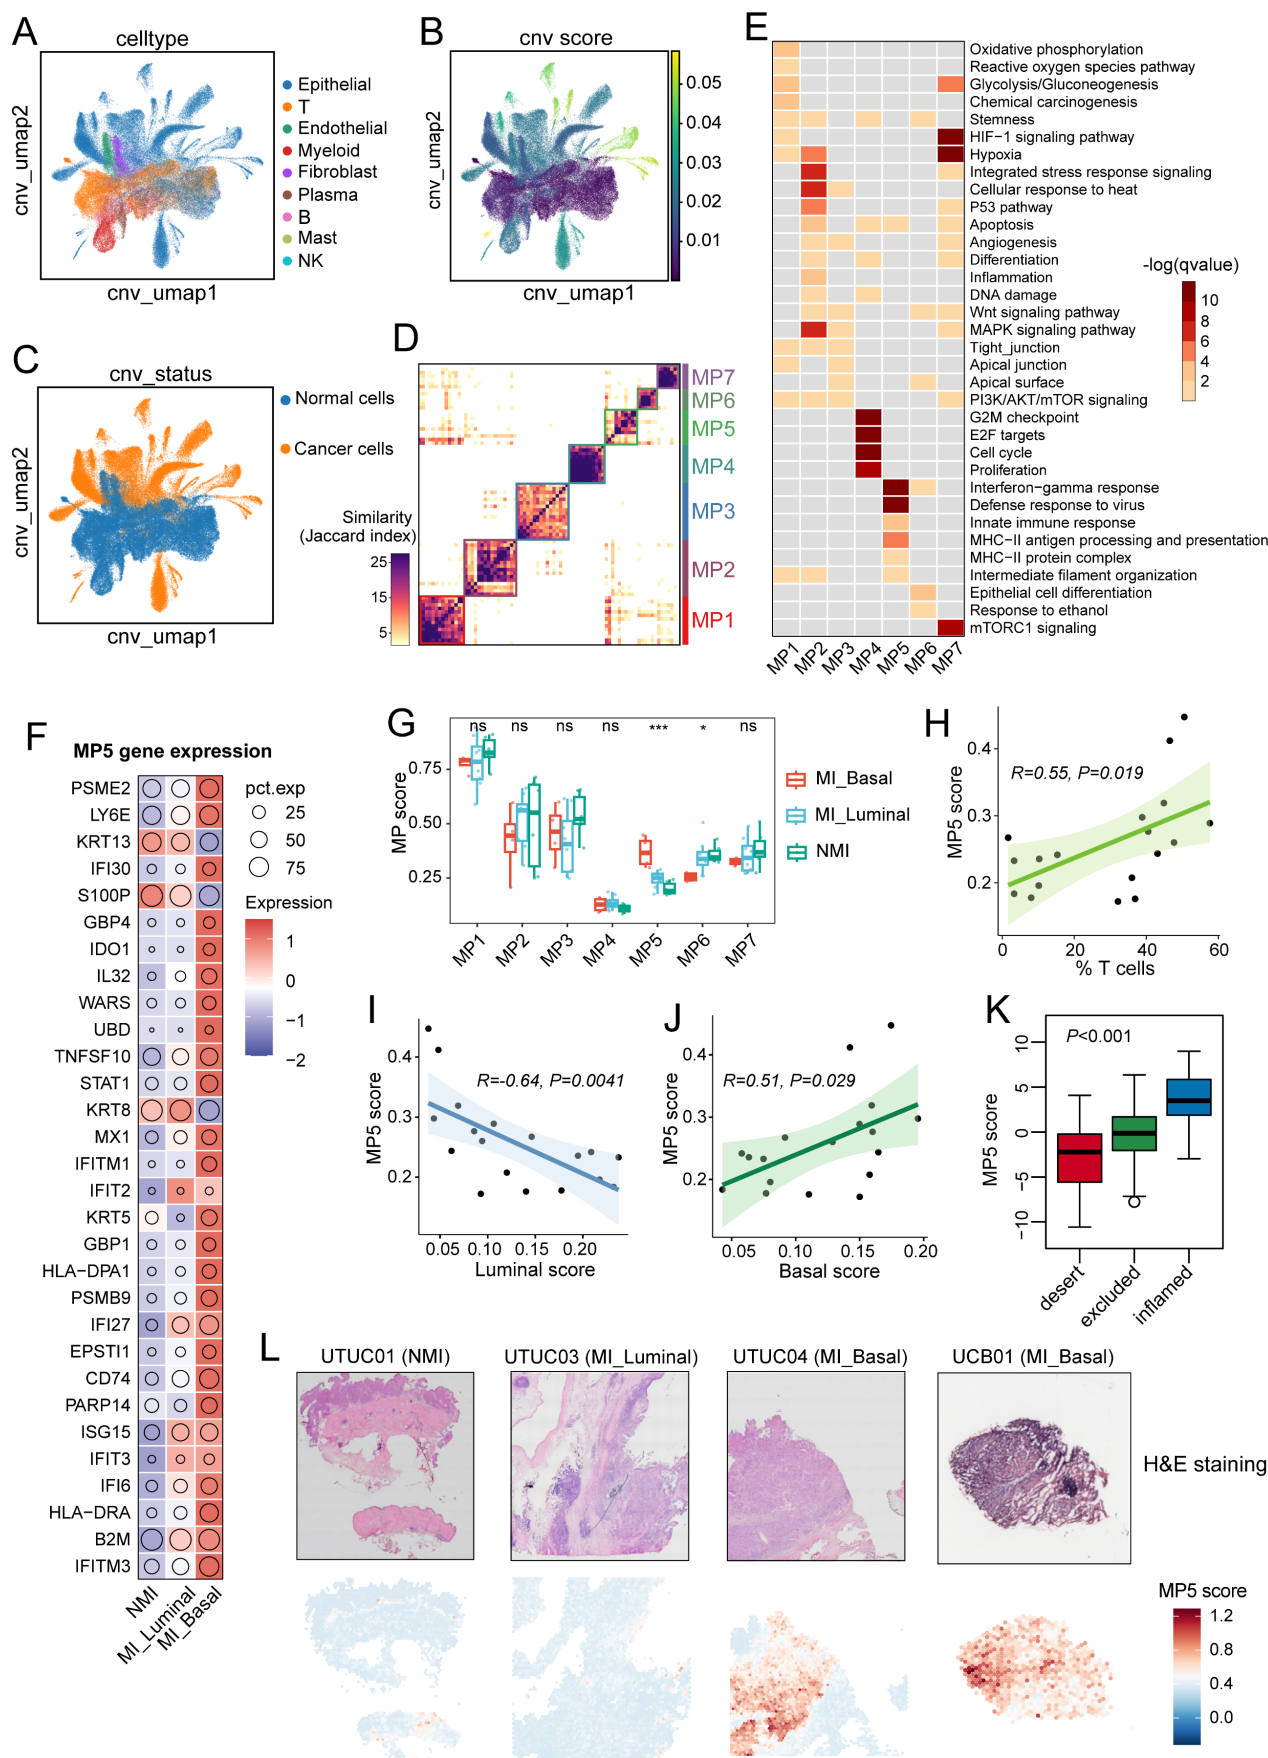 A
celltype
cnv_umap2
cnv_umap1
Epithelial
T
Endothelial
Myeloid
Fibroblast
Plasma
B
Mast
NK
B
cnv score
cnv_umap2
cnv_umap1
0.05
0.04
0.03
0.02
0.01
C
cnv_status
cnv_umap2
cnv_umap1
Normal cells
Cancer cells
D
Similarity
(Jaccard index)
25
15
5
MP7
MP6
MP5
MP4
MP3
MP2
MP1
E
Oxidative phosphorylation
Reactive oxygen species pathway
Glycolysis/Gluconeogenesis
Chemical carcinogenesis
Stemness
HIF−1 signaling pathway
Hypoxia
Integrated stress response signaling
Cellular response to heat
P53 pathway
Apoptosis
Angiogenesis
Differentiation
Inflammation
DNA damage
Wnt signaling pathway
MAPK signaling pathway
Tight_junction
Apical junction
Apical surface
PI3K/AKT/mTOR signaling
G2M checkpoint
E2F targets
Cell cycle
Proliferation
Interferon−gamma response
Defense response to virus
Innate immune response
MHC−II antigen processing and presentation
MHC−II protein complex
Intermediate filament organization
Epithelial cell differentiation
Response to ethanol
mTORC1 signaling
MP1
MP2
MP3
MP4
MP5
MP6
MP7
-log(qvalue)
10
8
6
4
2
F
MP5 gene expression
PSME2
LY6E
KRT13
IFI30
S100P
GBP4
IDO1
IL32
WARS
UBD
TNFSF10
STAT1
KRT8
MX1
IFITM1
IFIT2
KRT5
GBP1
HLA−DPA1
PSMB9
IFI27
EPSTI1
CD74
PARP14
ISG15
IFIT3
IFI6
HLA−DRA
B2M
IFITM3
NMI
MI_Luminal
MI_Basal
pct.exp
25
50
75
Expression
1
0
−1
−2
G
MP score
0.75
0.50
0.25
ns
ns
ns
ns
***
*
ns
MP1
MP2
MP3
MP4
MP5
MP6
MP7
MI_Basal
MI_Luminal
NMI
H
MP5 score
0.4
0.3
0.2
R=0.55, P=0.019
0
20
40
60
% T cells
I
MP5 score
0.4
0.3
0.2
R=-0.64, P=0.0041
0.05
0.10
0.15
0.20
Luminal score
J
MP5 score
0.4
0.3
0.2
R=0.51, P=0.029
0.05
0.10
0.15
0.20
Basal score
K
MP5 score
10
5
0
−5
−10
P<0.001
desert
excluded
inflamed
L
UTUC01 (NMI)
UTUC03 (MI_Luminal)
UTUC04 (MI_Basal)
UCB01 (MI_Basal)
H&E staining
MP5 score
1.2
0.8
0.4
0.0